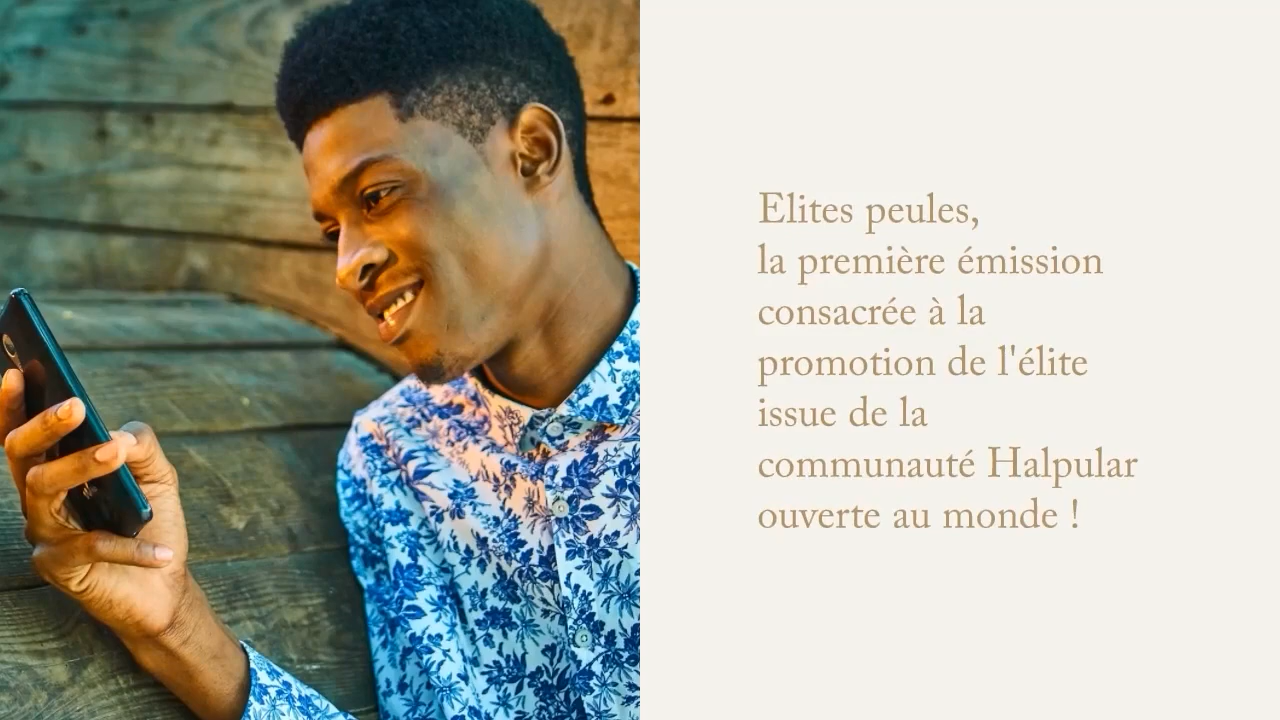 Elites peules,
la première émission
consacrée à la
promotion de l'élite
issue de la
communauté Halpular
ouverte au monde !